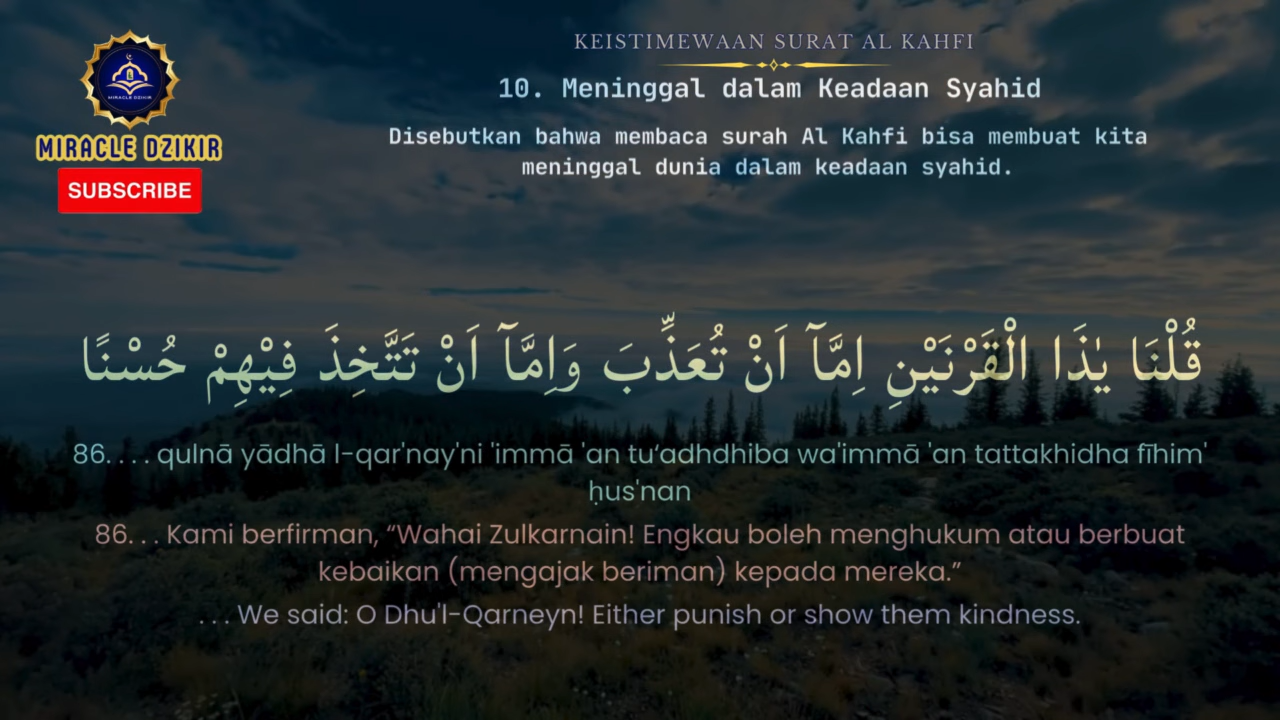 KEISTIMEWAAN SURAT AL KAHFI
10. Meninggal dalam Keadaan Syahid
Disebutkan bahwa membaca surah Al Kahfi bisa membuat kita
meninggal dunia dalam keadaan syahid.
MIRACLE DZIKIR
MIRACLE DZIKIR
SUBSCRIBE
قُلْنَا يٰذَا الْقَرْنَيْنِ اِمَّآ اَنْ تُعَذِّبَ وَاِمَّآ اَنْ تَتَّخِذَ فِيْهِمْ حُسْنًا
86. . . . qulnā yādhā l-qar'nay'ni 'immā 'an tu‘adhdhiba wa'immā 'an tattakhidha fīhim'
ḥus'nan
86. . . Kami berfirman, “Wahai Zulkarnain! Engkau boleh menghukum atau berbuat
kebaikan (mengajak beriman) kepada mereka.”
. . . We said: O Dhu'l-Qarneyn! Either punish or show them kindness.